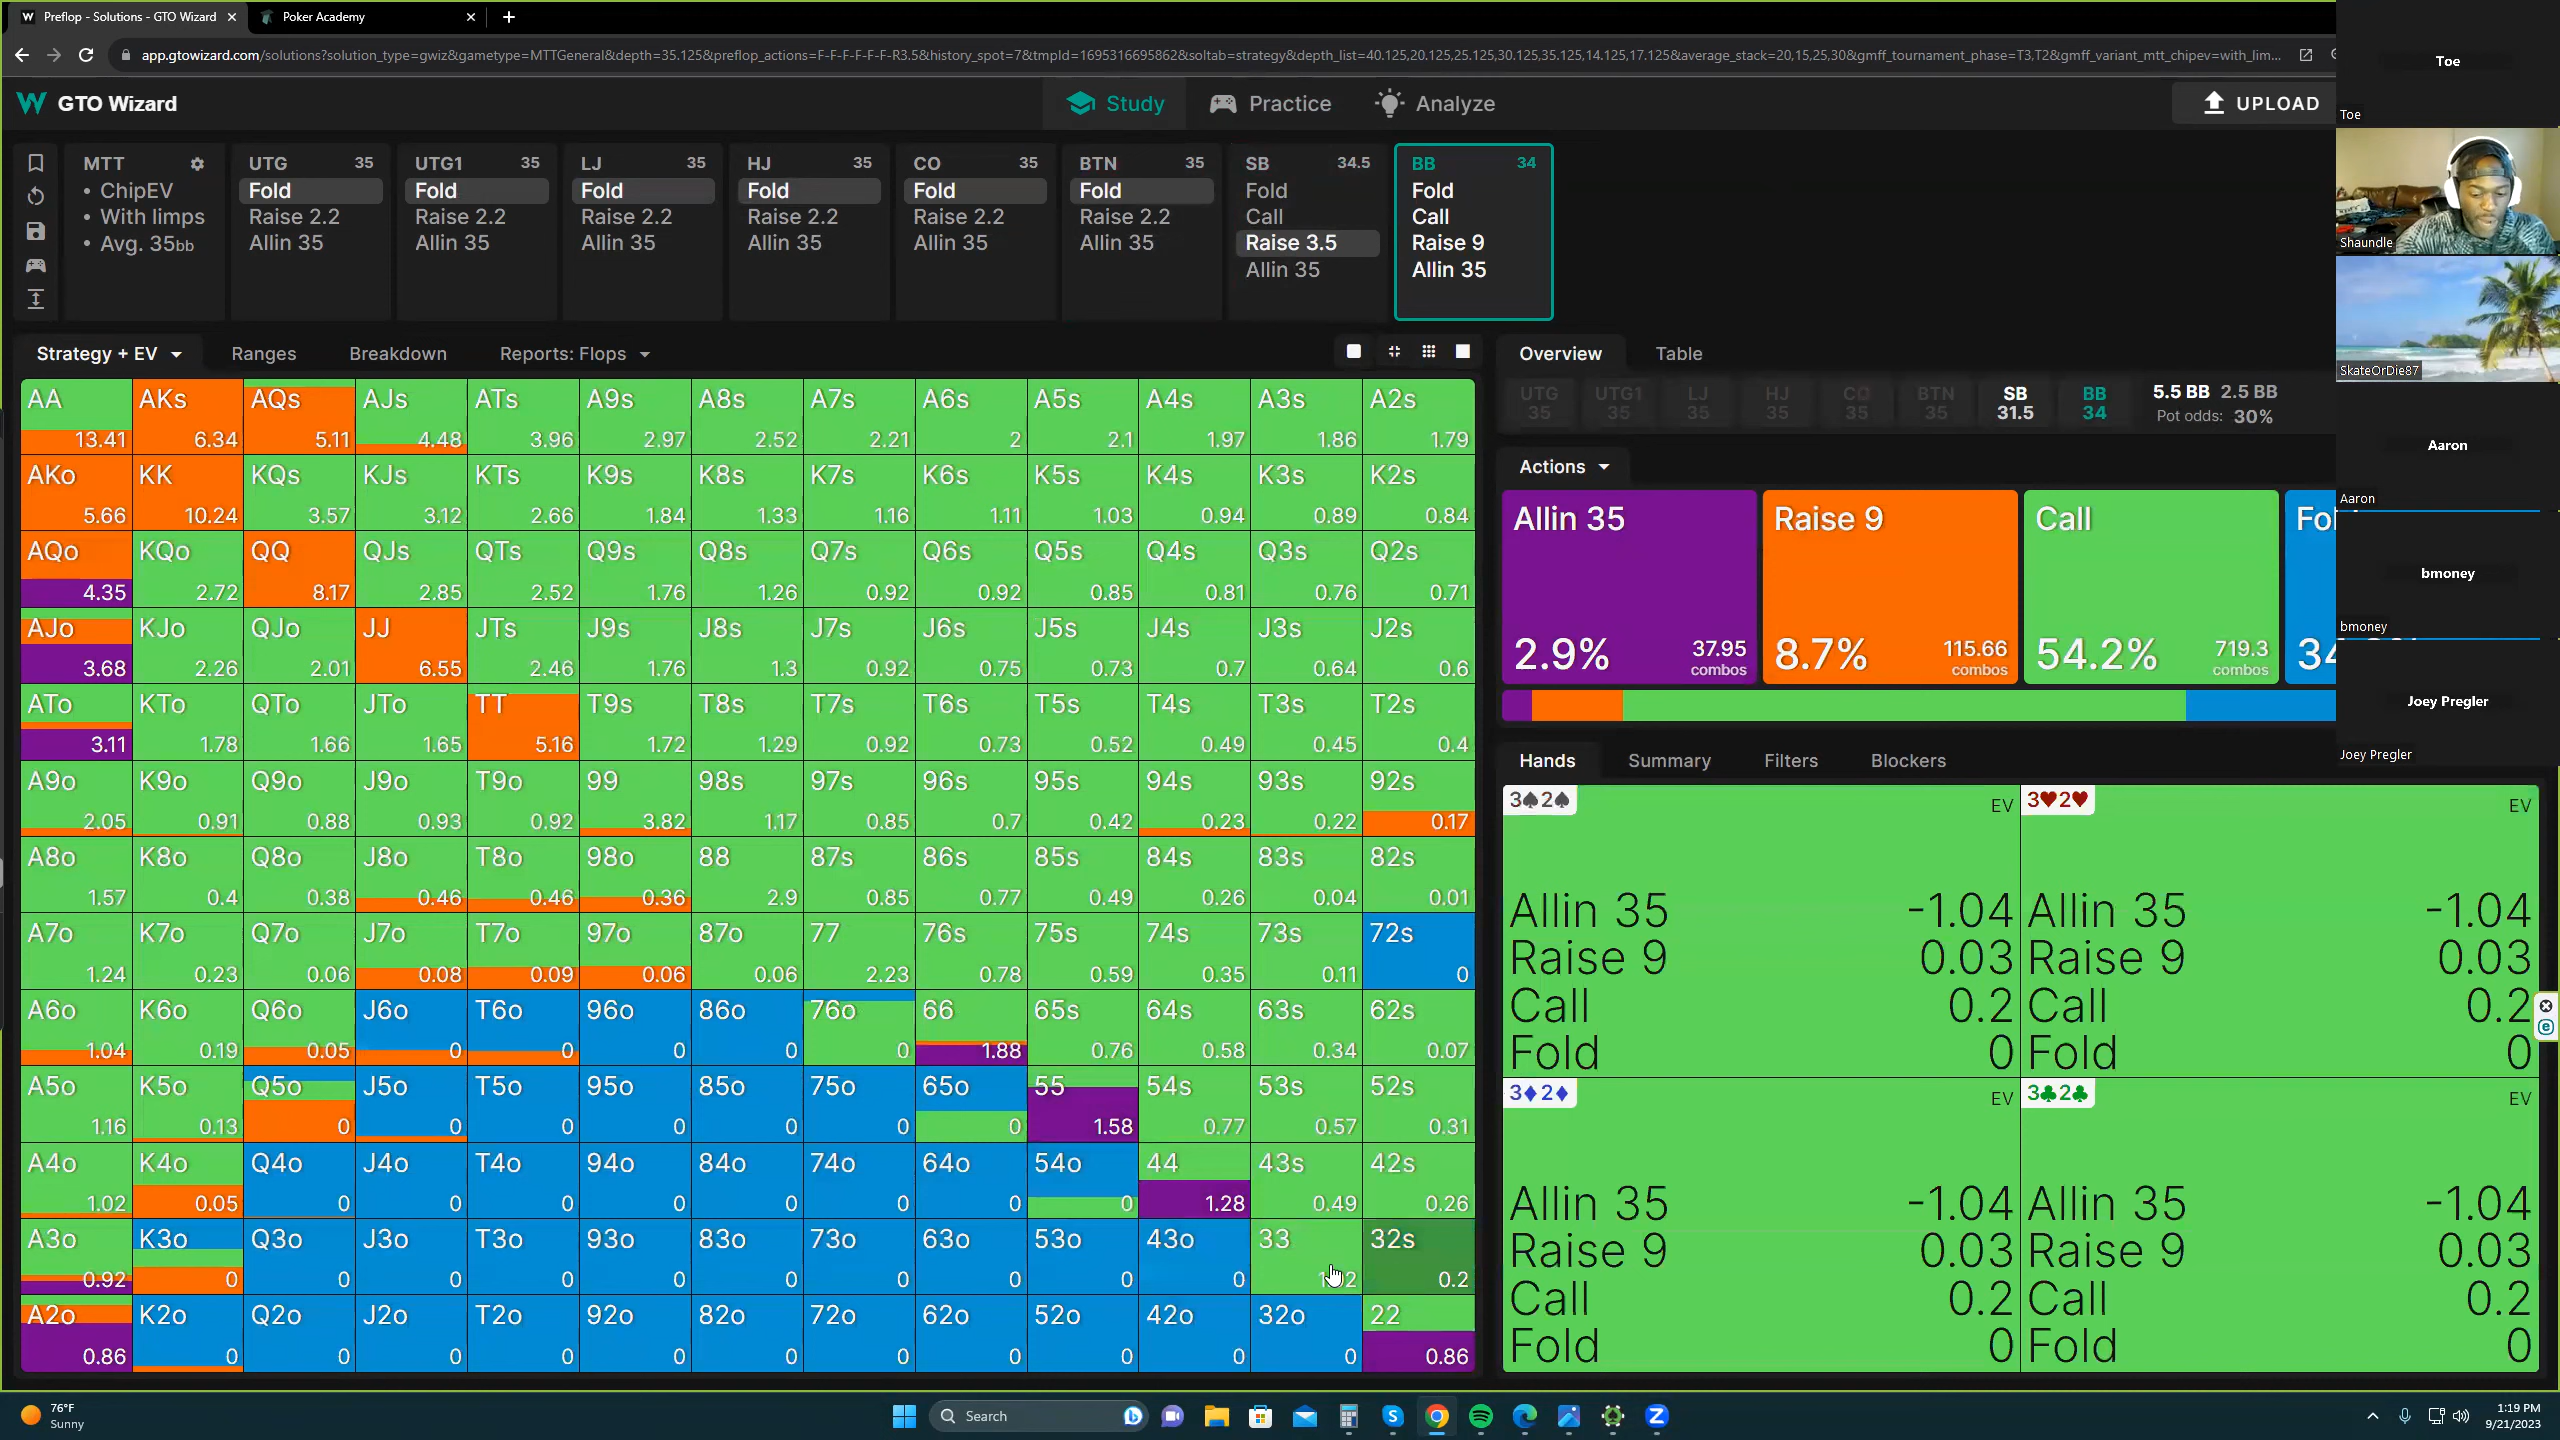 Preflop - Solutions - GTO Wizard
Poker Academy
app.gtowizard.com/solutions?solution_type=gwiz&gametype=MTTGeneral&depth=35.125&preflop_actions=F-F-F-F-F-F-R3.5&history_spot=7&tmpId=1695316695862&soltab=strategy&depth_list=40.125,20.125,25.125,30.125,35.125,14.125,17.125&average_stack=20,15,25,30&gmff_tournament_phase=T3,T2&gmff_variant_mtt_chipev=with_lim...
GTO Wizard
Study
Practice
Analyze
UPLOAD
MTT
• ChipEV
• With limps
• Avg. 35bb
UTG 35
Fold
Raise 2.2
Allin 35
UTG1 35
Fold
Raise 2.2
Allin 35
LJ 35
Fold
Raise 2.2
Allin 35
HJ 35
Fold
Raise 2.2
Allin 35
CO 35
Fold
Raise 2.2
Allin 35
BTN 35
Fold
Raise 2.2
Allin 35
SB 34.5
Fold
Call
Raise 3.5
Allin 35
BB 34
Fold
Call
Raise 9
Allin 35
Strategy + EV
Ranges
Breakdown
Reports: Flops
AA AKs AQs AJs ATs A9s A8s A7s A6s A5s A4s A3s A2s
13.41 6.34 5.11 4.48 3.96 2.97 2.52 2.21 2 2.1 1.97 1.86 1.79
AKo KK KQs KJs KTs K9s K8s K7s K6s K5s K4s K3s K2s
5.66 10.24 3.57 3.12 2.66 1.84 1.33 1.16 1.11 1.03 0.94 0.89 0.84
AQo KQo QQ QJs QTs Q9s Q8s Q7s Q6s Q5s Q4s Q3s Q2s
4.35 2.72 8.17 2.85 2.52 1.76 1.26 0.92 0.92 0.85 0.81 0.76 0.71
AJo KJo QJo JJ JTs J9s J8s J7s J6s J5s J4s J3s J2s
3.68 2.26 2.01 6.55 2.46 1.76 1.3 0.92 0.75 0.73 0.7 0.64 0.6
ATo KTo QTo JTo TT T9s T8s T7s T6s T5s T4s T3s T2s
3.11 1.78 1.66 1.65 5.16 1.72 1.29 0.92 0.73 0.52 0.49 0.45 0.4
A9o K9o Q9o J9o T9o 99 98s 97s 96s 95s 94s 93s 92s
2.05 0.91 0.88 0.93 0.92 3.82 1.17 0.85 0.7 0.42 0.23 0.22 0.17
A8o K8o Q8o J8o T8o 98o 88 87s 86s 85s 84s 83s 82s
1.57 0.4 0.38 0.46 0.46 0.36 2.9 0.85 0.77 0.49 0.26 0.04 0.01
A7o K7o Q7o J7o T7o 97o 87o 77 76s 75s 74s 73s 72s
1.24 0.23 0.06 0.08 0.09 0.06 0.06 2.23 0.78 0.59 0.35 0.11 0
A6o K6o Q6o J6o T6o 96o 86o 76o 66 65s 64s 63s 62s
1.04 0.19 0.05 0 0 0 0 0 1.88 0.76 0.58 0.34 0.07
A5o K5o Q5o J5o T5o 95o 85o 75o 65o 55 54s 53s 52s
1.16 0.13 0 0 0 0 0 0 0 1.58 0.77 0.57 0.31
A4o K4o Q4o J4o T4o 94o 84o 74o 64o 54o 44 43s 42s
1.02 0.05 0 0 0 0 0 0 0 0 1.28 0.49 0.26
A3o K3o Q3o J3o T3o 93o 83o 73o 63o 53o 43o 33 32s
0.92 0 0 0 0 0 0 0 0 0 0 0.2
A2o K2o Q2o J2o T2o 92o 82o 72o 62o 52o 42o 32o 22
0.86 0 0 0 0 0 0 0 0 0 0 0 0.86
Overview
Table
UTG 35
UTG1 35
LJ 35
HJ 35
CO 35
BTN 35
SB 31.5
BB 34
5.5 BB 2.5 BB
Pot odds: 30%
Actions
Allin 35
2.9% 37.95 combos
Raise 9
8.7% 115.66 combos
Call
54.2% 719.3 combos
Hands
Summary
Filters
Blockers
3♠2♠ EV
Allin 35 -1.04
Raise 9 0.03
Call 0.2
Fold 0
3♥2♥ EV
Allin 35 -1.04
Raise 9 0.03
Call 0.2
Fold 0
3♦2♦ EV
Allin 35 -1.04
Raise 9 0.03
Call 0.2
Fold 0
3♣2♣ EV
Allin 35 -1.04
Raise 9 0.03
Call 0.2
Fold 0
Toe
Toe
Shaundle
SkateOrDie87
Aaron
Aaron
bmoney
bmoney
Joey Pregler
Joey Pregler
76°F
Sunny
Search
1:19 PM
9/21/2023